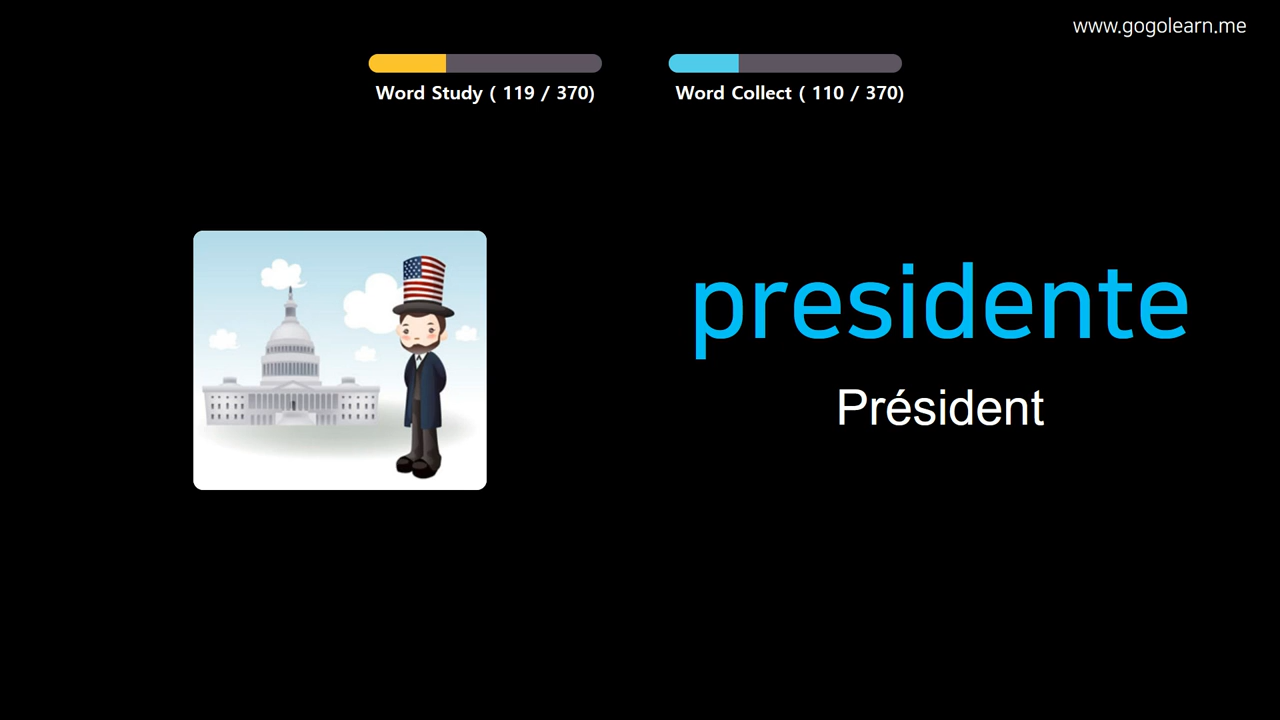 www.gogolearn.me
Word Study ( 119 / 370)
Word Collect ( 110 / 370)
presidente
Président